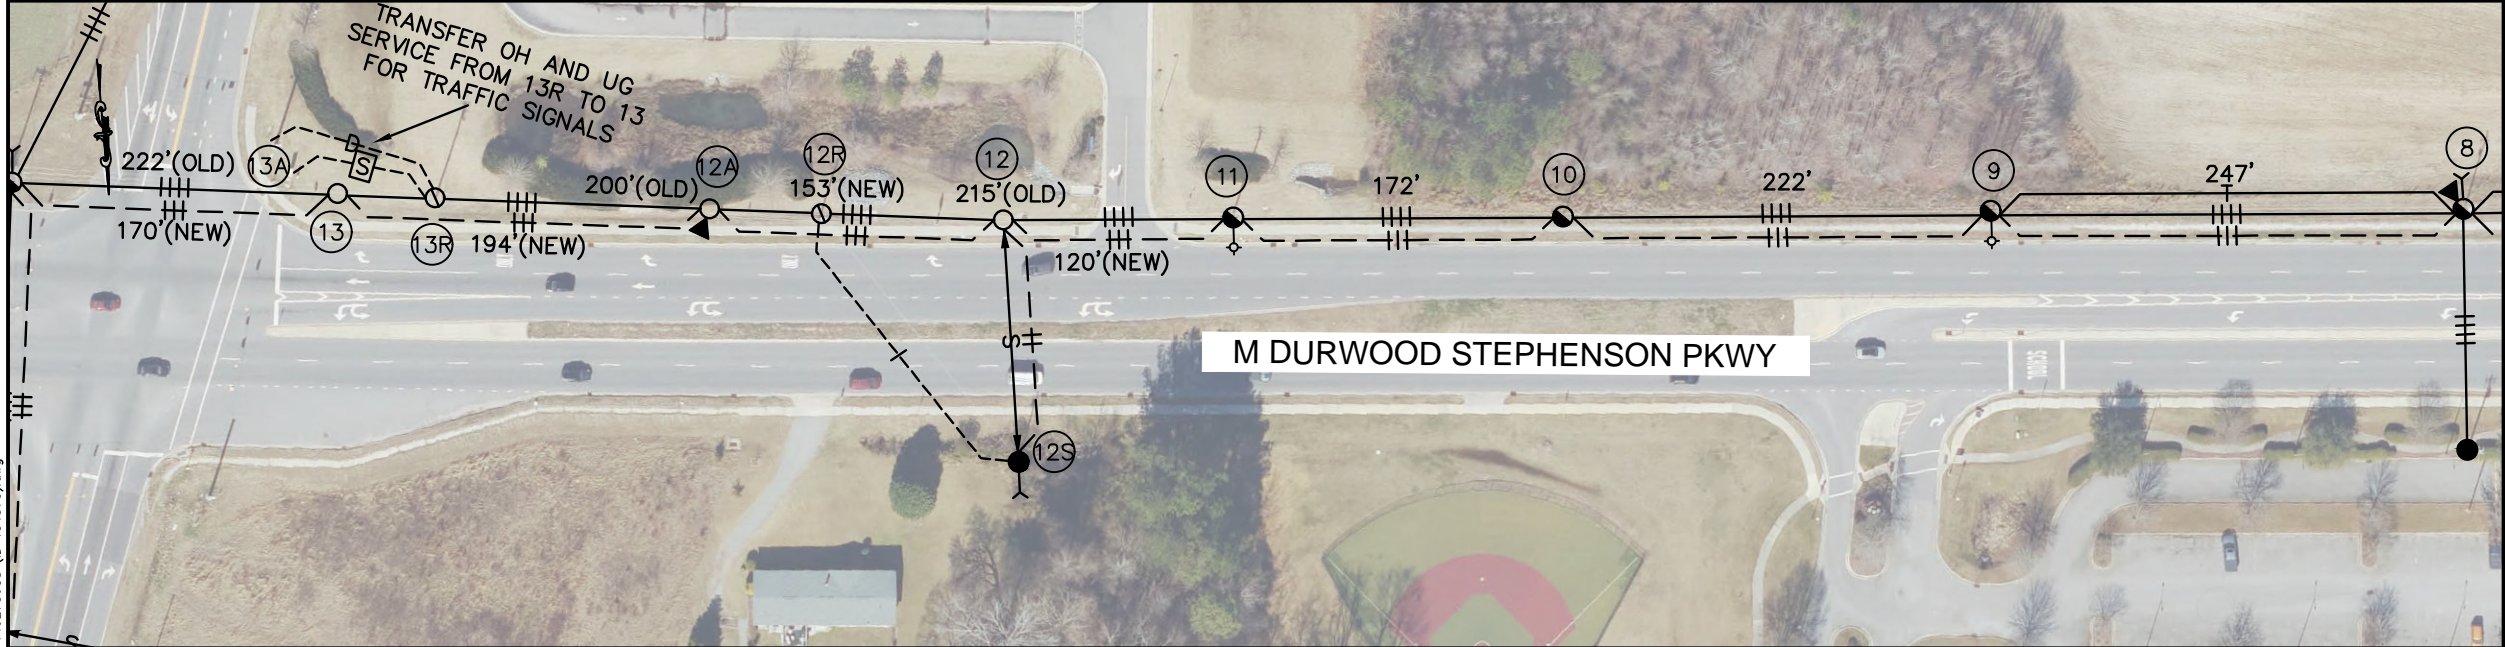 TRANSFER OH AND UG
SERVICE FROM 13R TO 13
FOR TRAFFIC SIGNALS
D
S
222'(OLD)
13A
200'(OLD)
12A
12R
153'(NEW)
12
215'(OLD)
11
172'
10
222'
9
247'
T
8
170'(NEW)
13
13R
194'(NEW)
120'(NEW)
S
M DURWOOD STEPHENSON PKWY
SCHOOL
12S
S